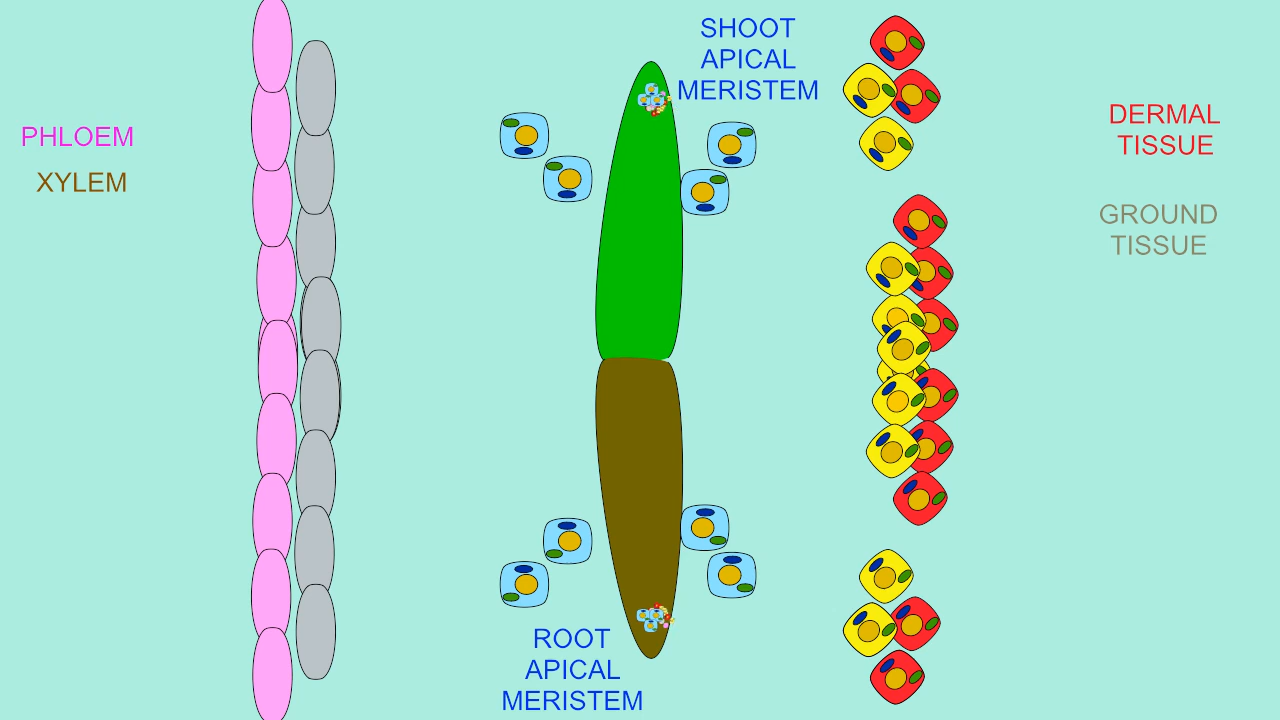 PHLOEM
XYLEM
SHOOT
APICAL
MERISTEM
ROOT
APICAL
MERISTEM
DERMAL
TISSUE
GROUND
TISSUE